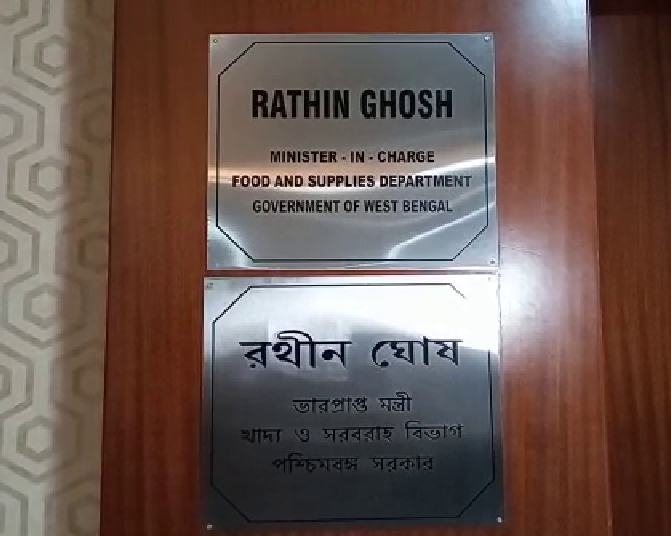 RATHIN GHOSH
MINISTER - IN - CHARGE
FOOD AND SUPPLIES DEPARTMENT
GOVERNMENT OF WEST BENGAL
রথীন ঘোষ
ভারপ্রাপ্ত মন্ত্রী
খাদ্য ও সরবরাহ বিভাগ
পশ্চিমবঙ্গ সরকার